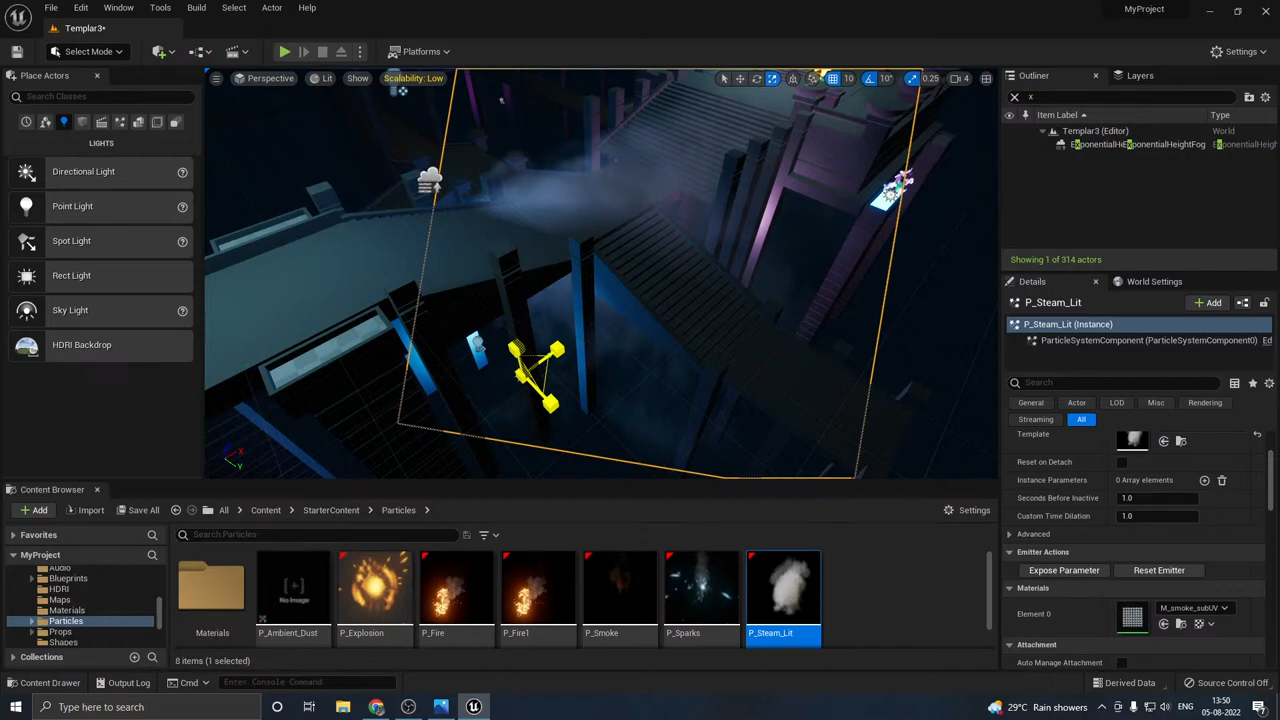 File Edit Window Tools Build Select Actor Help
MyProject
Templar3*
Select Mode
Platforms
Settings
Place Actors
Search Classes
LIGHTS
Directional Light
Point Light
Spot Light
Rect Light
Sky Light
HDRI Backdrop
Perspective Lit Show Scalability: Low
10 10° 0.25 4
X
Y
Outliner Layers
x
Item Label Type
Templar3 (Editor) World
ExponentialHeightFog ExponentialHeight
Showing 1 of 314 actors
Details World Settings
P_Steam_Lit
Add
P_Steam_Lit (Instance)
ParticleSystemComponent (ParticleSystemComponent0) Ed
Search
General Actor LOD Misc Rendering
Streaming All
Template
Reset on Detach
Instance Parameters 0 Array elements
Seconds Before Inactive 1.0
Custom Time Dilation 1.0
Advanced
Emitter Actions
Expose Parameter Reset Emitter
Materials
Element 0 M_smoke_subUV
Attachment
Auto Manage Attachment
Content Browser
Add Import Save All All Content StarterContent Particles Settings
Favorites
Search Particles
MyProject
Audio
Blueprints
HDRI
Maps
Materials
Particles
Props
Shapes
Collections
No Image
Materials P_Ambient_Dust P_Explosion P_Fire P_Fire1 P_Smoke P_Sparks P_Steam_Lit
8 items (1 selected)
Content Drawer Output Log Cmd Enter Console Command Derived Data Source Control Off
Type here to search
29°C Rain showers
13:50
05-08-2022